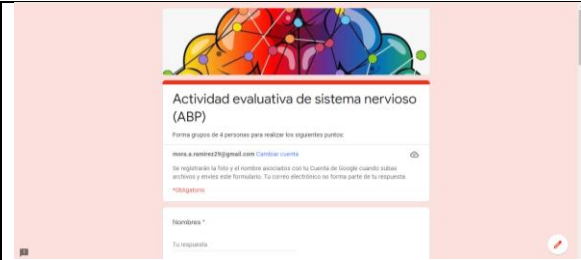 Actividad evaluativa de sistema nervioso
(ABP)
Forma grupos de 4 personas para realizar los siguientes puntos:
mora.a.ramirez29@gmail.com Cambiar cuenta
Se registrarán la foto y el nombre asociados con tu Cuenta de Google cuando subas
archivos y envíes este formulario. Tu correo electrónico no forma parte de tu respuesta.
*Obligatorio
Nombres *
Tu respuesta